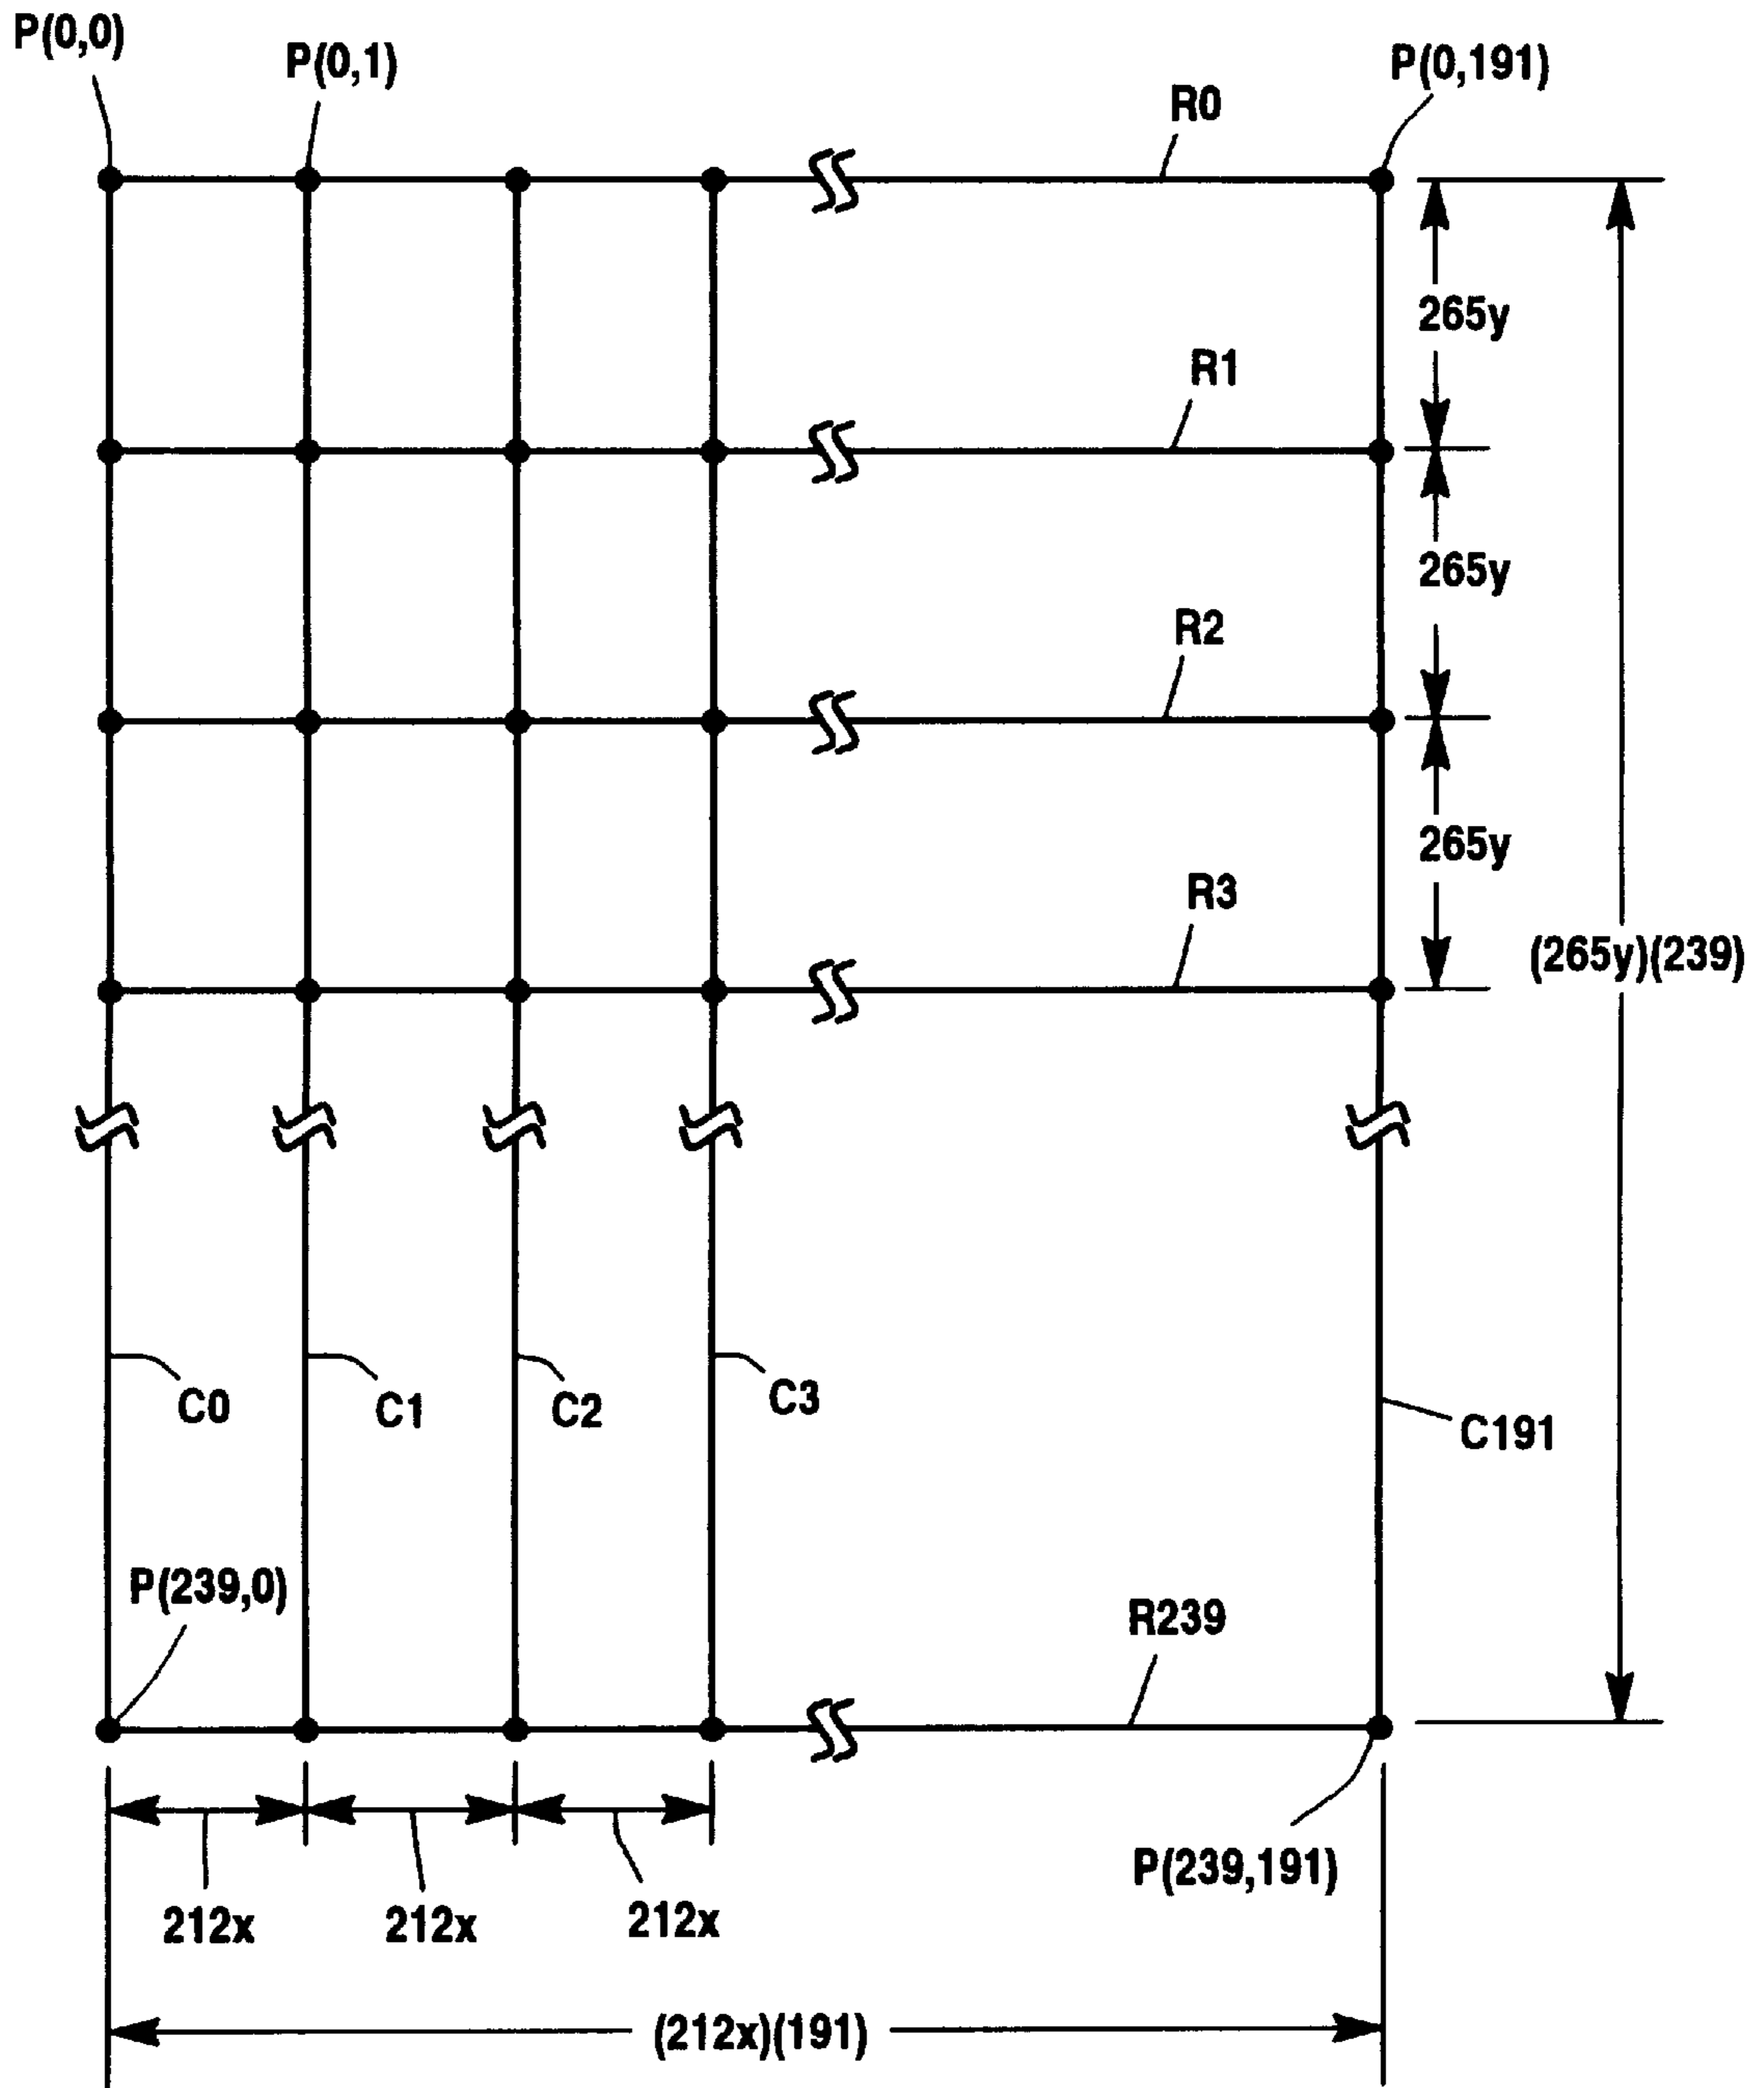 P(0,0)
P(0,1)
P(0,191)
R0
265y
R1
265y
R2
265y
R3
(265y)(239)
C0
C1
C2
C3
C191
P(239,0)
R239
P(239,191)
212x
212x
212x
(212x)(191)